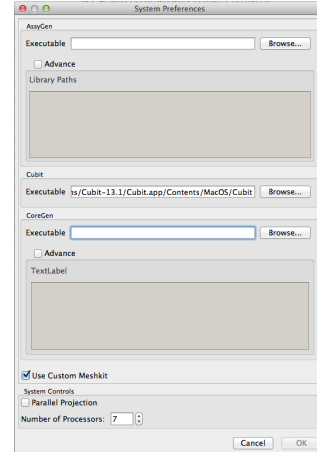 System Preferences
AssyGen
Executable Browse...
Advance
Library Paths
Cubit
Executable ıs/Cubit-13.1/Cubit.app/Contents/MacOS/Cubit Browse...
CoreGen
Executable Browse...
Advance
TextLabel
Use Custom Meshkit
System Controls
Parallel Projection
Number of Processors: 7
Cancel OK